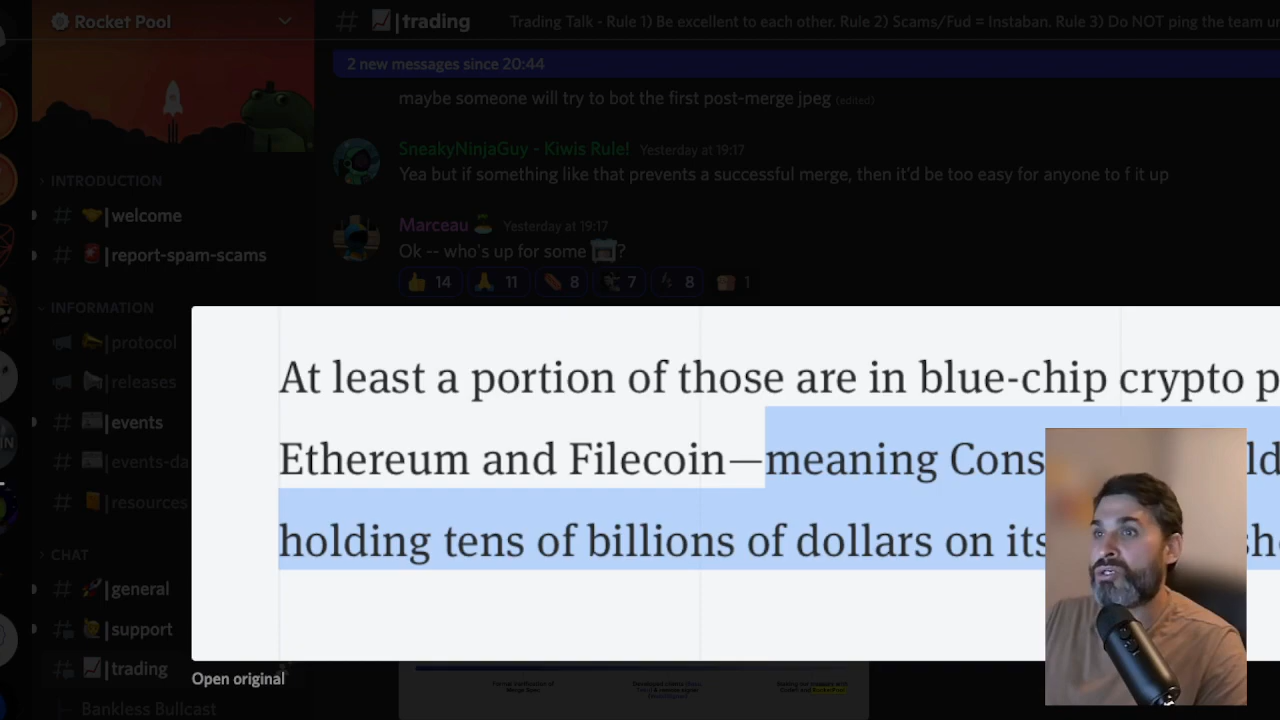 Rocket Pool
# |trading
Trading Talk - Rule 1) Be excellent to each other. Rule 2) Scams/Fud = Instaban. Rule 3) Do NOT ping the team
2 new messages since 20:44
maybe someone will try to bot the first post-merge jpeg (edited)
SneakyNinjaGuy - Kiwis Rule! Yesterday at 19:17
Yea but if something like that prevents a successful merge, then it'd be too easy for anyone to f it up
Marceau Yesterday at 19:17
Ok -- who's up for some ?
14 11 8 7 8 1
INTRODUCTION
# |welcome
# |report-spam-scams
INFORMATION
|protocol
|releases
# |events
# |events-da
# |resources
CHAT
# |general
# |support
# |trading
Bankless Bullcast
At least a portion of those are in blue-chip crypto p
Ethereum and Filecoin—meaning Cons ld
holding tens of billions of dollars on its sh
Open original